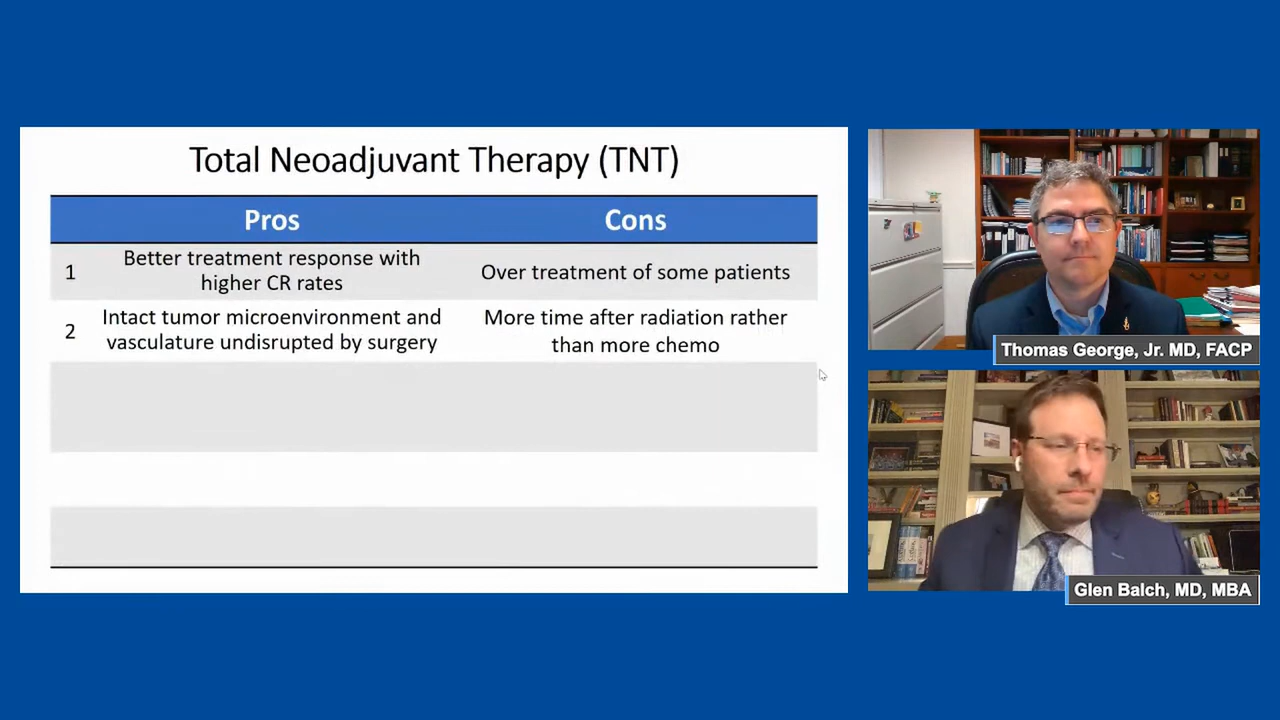 Total Neoadjuvant Therapy (TNT)
Pros
Cons
1
Better treatment response with
higher CR rates
Over treatment of some patients
2
Intact tumor microenvironment and
vasculature undisrupted by surgery
More time after radiation rather
than more chemo
Thomas George, Jr. MD, FACP
Glen Balch, MD, MBA